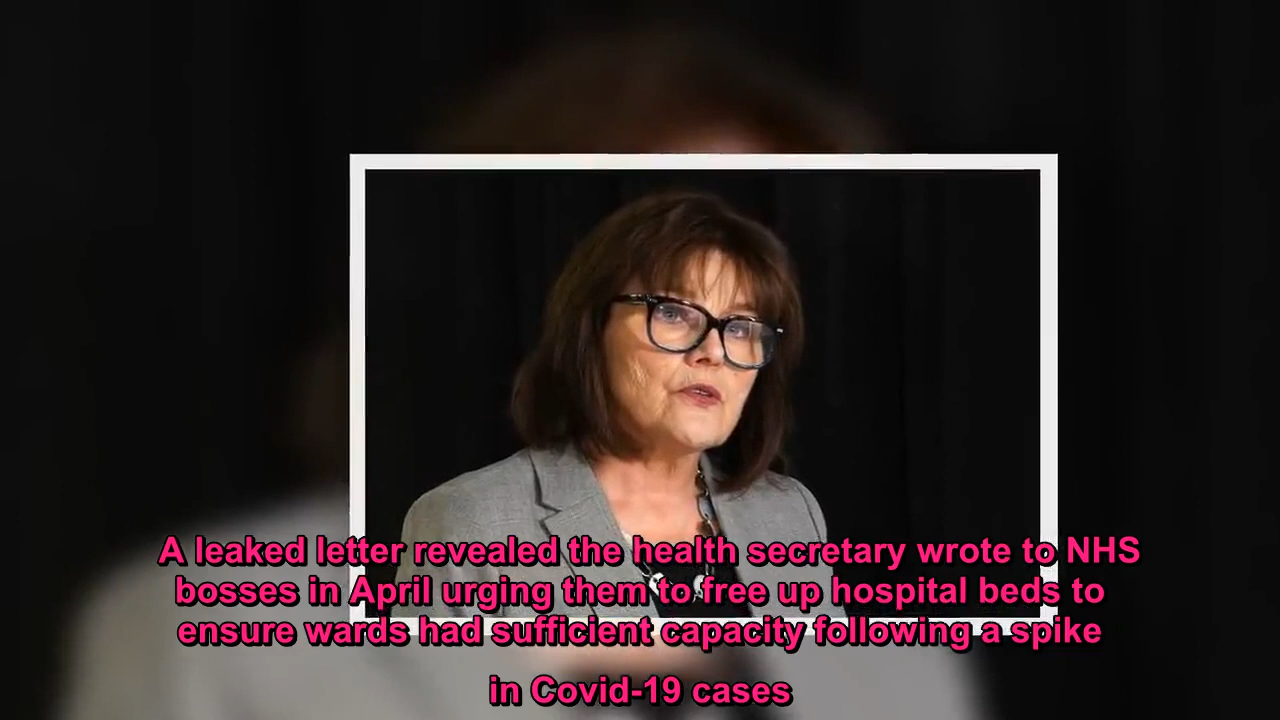 A leaked letter revealed the health secretary wrote to NHS
bosses in April urging them to free up hospital beds to
ensure wards had sufficient capacity following a spike
in Covid-19 cases